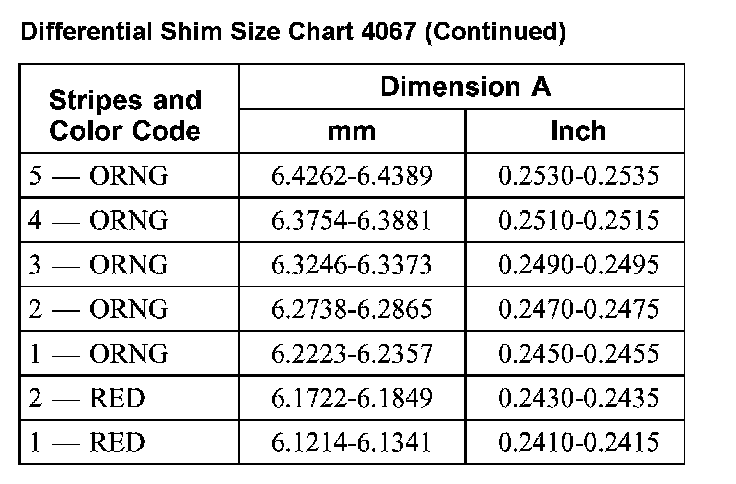 Differential Shim Size Chart 4067 (Continued)
Stripes and Color Code Dimension A
mm Inch
5 — ORNG 6.4262-6.4389 0.2530-0.2535
4 — ORNG 6.3754-6.3881 0.2510-0.2515
3 — ORNG 6.3246-6.3373 0.2490-0.2495
2 — ORNG 6.2738-6.2865 0.2470-0.2475
1 — ORNG 6.2223-6.2357 0.2450-0.2455
2 — RED 6.1722-6.1849 0.2430-0.2435
1 — RED 6.1214-6.1341 0.2410-0.2415